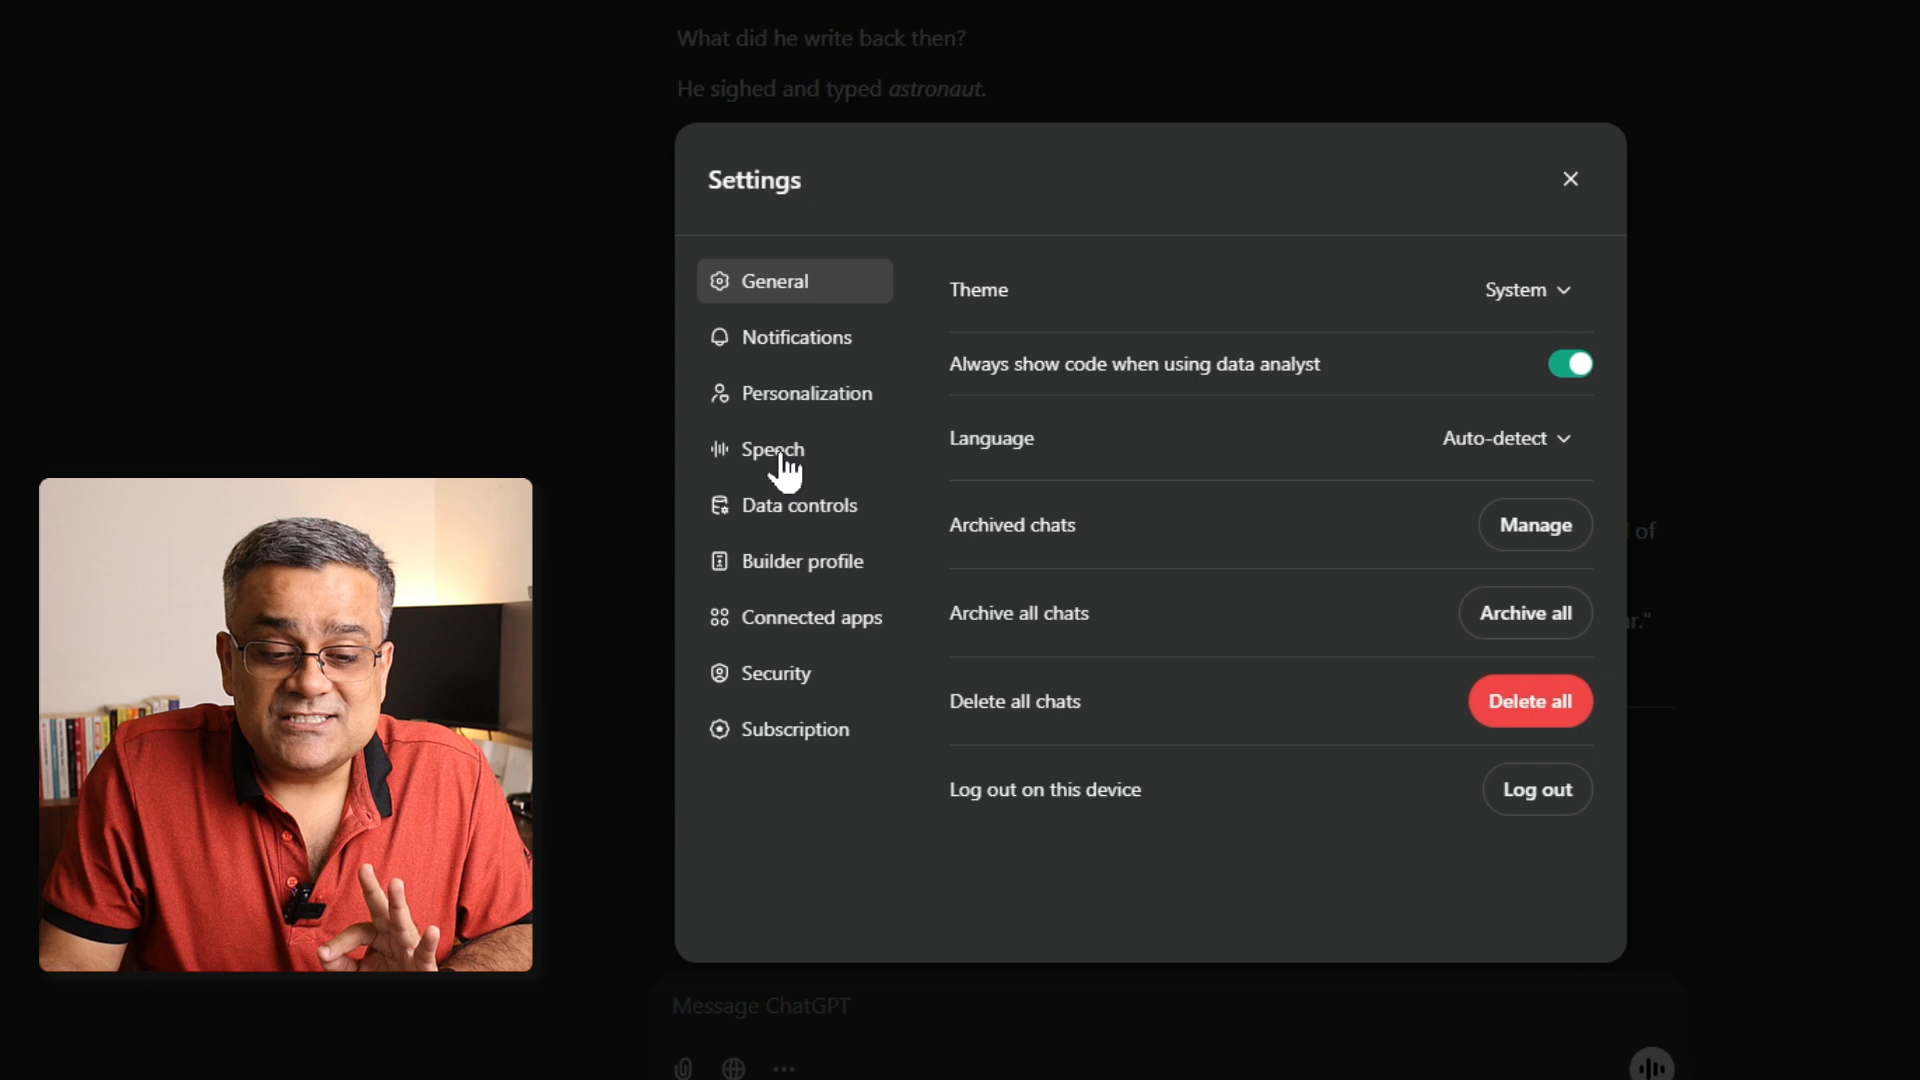 What did he write back then?
He sighed and typed astronaut.
Settings
General
Notifications
Personalization
Speech
Data controls
Builder profile
Connected apps
Security
Subscription
Theme
System
Always show code when using data analyst
Language
Auto-detect
Archived chats
Manage
Archive all chats
Archive all
Delete all chats
Delete all
Log out on this device
Log out
of
r."
Message ChatGPT